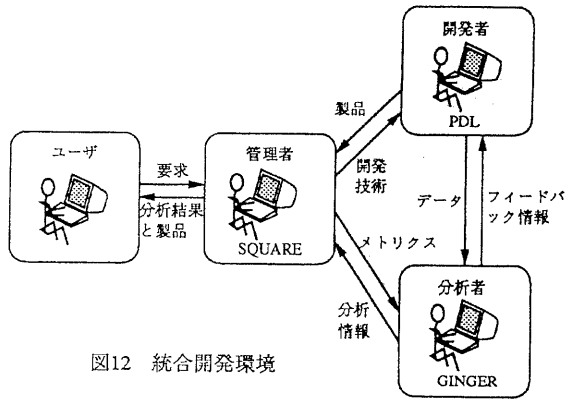 開発者
PDL
製品
開発
技術
ユーザ
要求
分析結果
と製品
管理者
SQUARE
データ
フィードバ
ック情報
メトリクス
分析
情報
分析者
GINGER
図12 統合開発環境